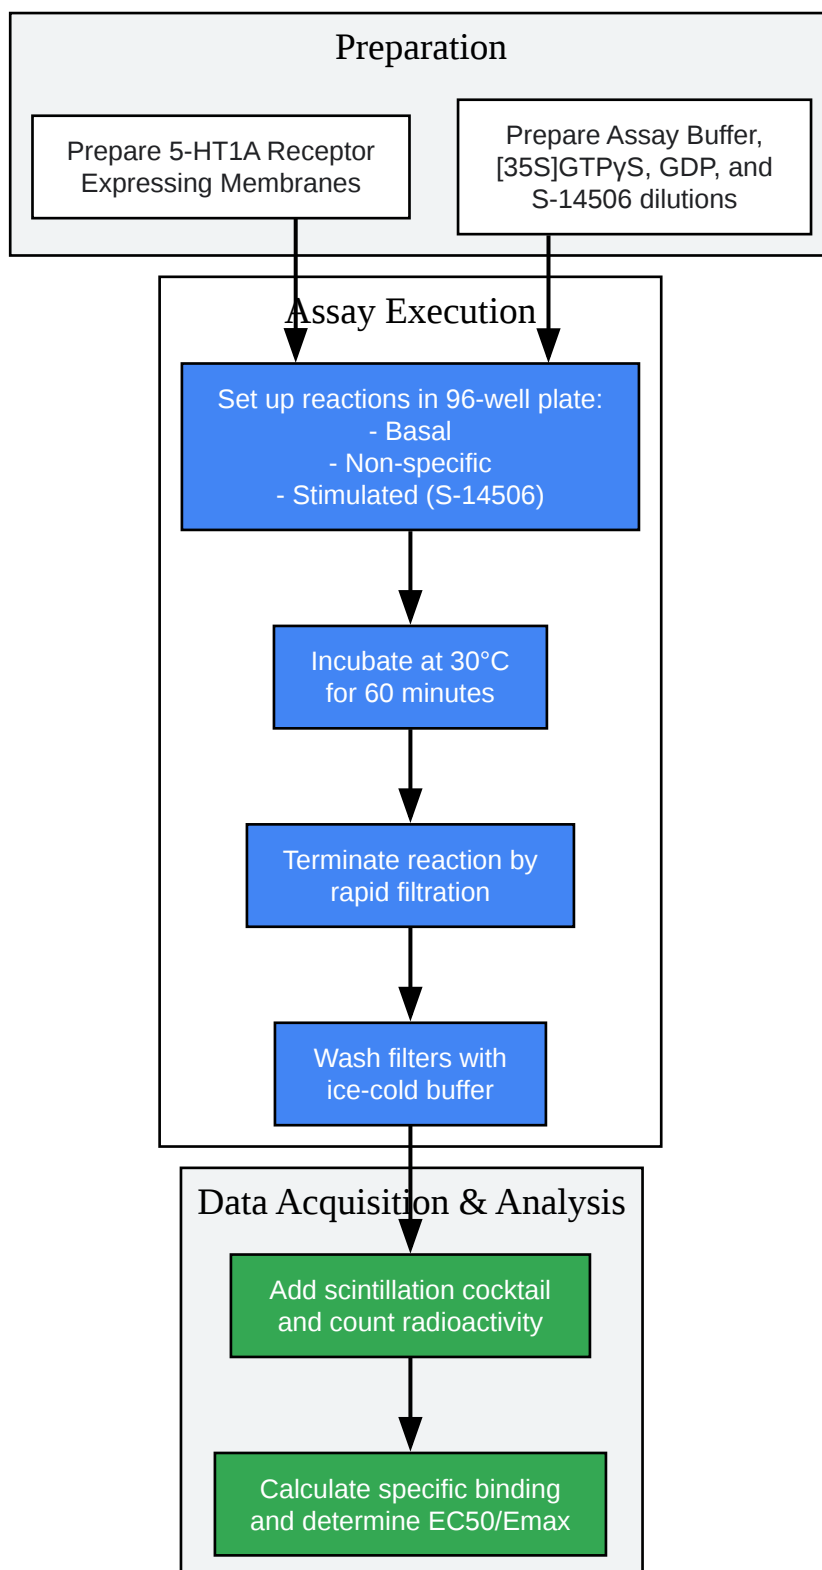 Preparation
Prepare 5-HT1A Receptor
Expressing Membranes
Prepare Assay Buffer,
[35S]GTPγS, GDP, and
S-14506 dilutions
Assay Execution
Set up reactions in 96-well plate:
- Basal
- Non-specific
- Stimulated (S-14506)
Incubate at 30°C
for 60 minutes
Terminate reaction by
rapid filtration
Wash filters with
ice-cold buffer
Data Acquisition & Analysis
Add scintillation cocktail
and count radioactivity
Calculate specific binding
and determine EC50/Emax